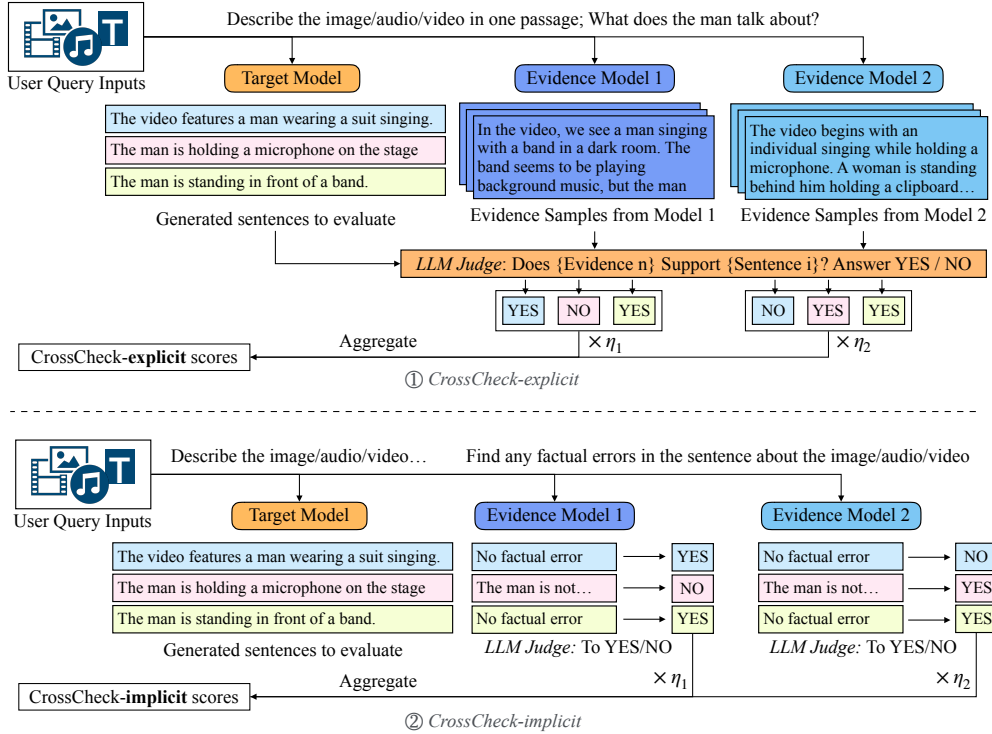 Describe the image/audio/video in one passage; What does the man talk about?
T
User Query Inputs
Target Model
Evidence Model 1
Evidence Model 2
The video features a man wearing a suit singing.
The man is holding a microphone on the stage
The man is standing in front of a band.
Generated sentences to evaluate
In the video, we see a man singing
with a band in a dark room. The
band seems to be playing
background music, but the man
Evidence Samples from Model 1
The video begins with an
individual singing while holding a
microphone. A woman is standing
behind him holding a clipboard…
Evidence Samples from Model 2
LLM Judge: Does {Evidence n} Support {Sentence i}? Answer YES / NO
YES NO YES
NO YES YES
× η1
× η2
Aggregate
CrossCheck-explicit scores
① CrossCheck-explicit
T
User Query Inputs
Describe the image/audio/video…
Find any factual errors in the sentence about the image/audio/video
Target Model
Evidence Model 1
Evidence Model 2
The video features a man wearing a suit singing.
The man is holding a microphone on the stage
The man is standing in front of a band.
Generated sentences to evaluate
No factual error YES
The man is not… NO
No factual error YES
LLM Judge: To YES/NO
No factual error NO
The man is not… YES
No factual error YES
LLM Judge: To YES/NO
× η1
× η2
Aggregate
CrossCheck-implicit scores
② CrossCheck-implicit